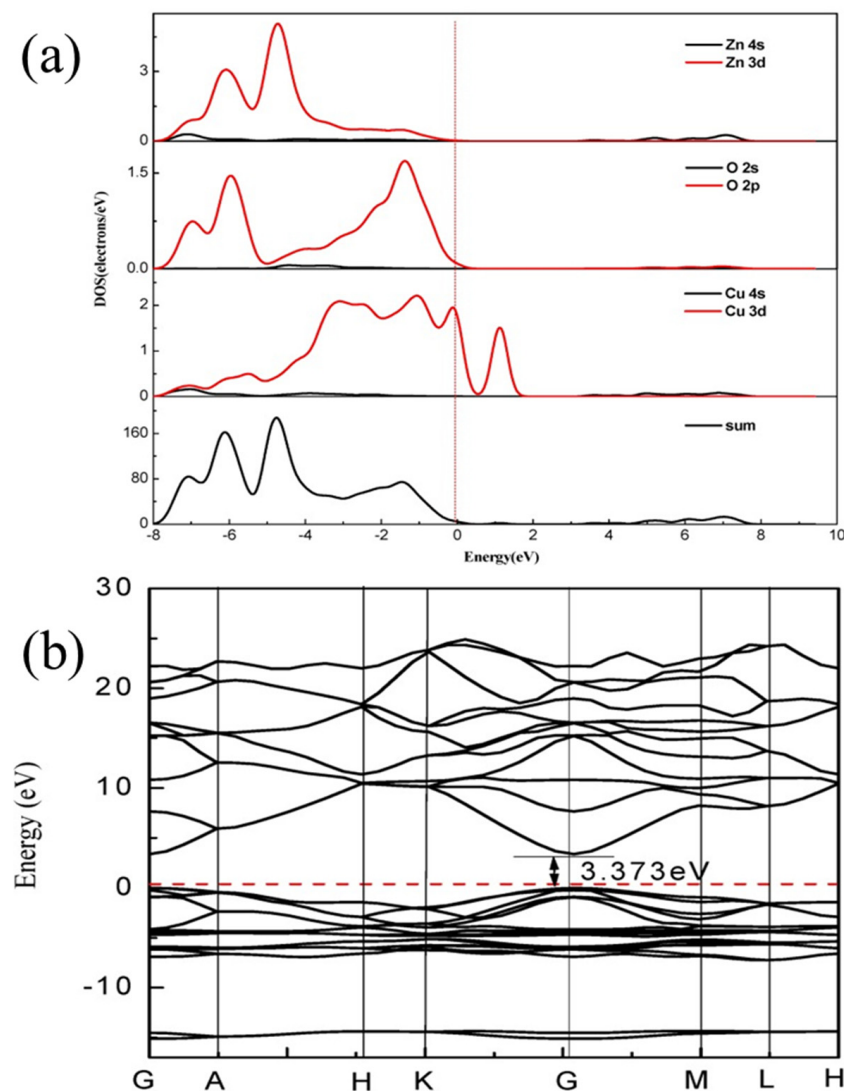 (a)
Zn 4s
Zn 3d
3
0
O 2s
O 2p
1.5
0.0
Cu 4s
Cu 3d
2
1
0
sum
160
80
0
DOS(electrons/eV)
-8 -6 -4 -2 0 2 4 6 8 10
Energy(eV)
(b)
30
20
10
0
-10
Energy (eV)
3.373eV
G A H K G M L H